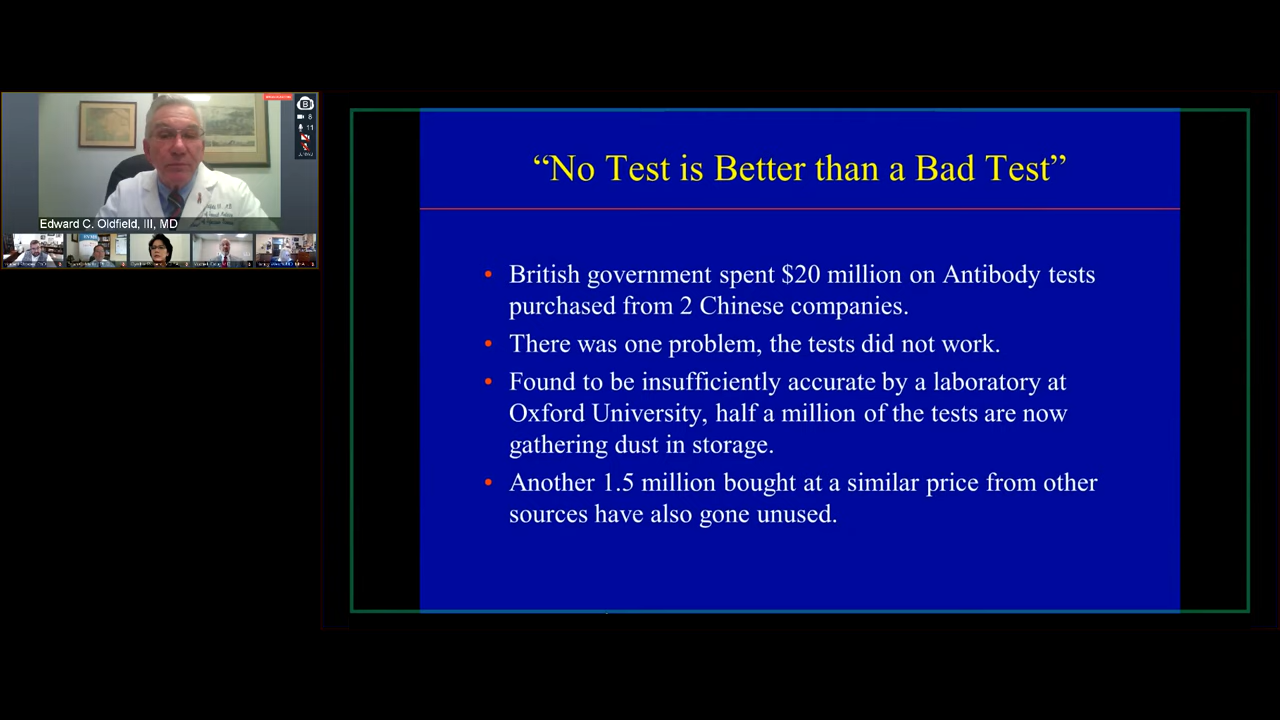 Edward C. Oldfield, III, MD
8
11
“No Test is Better than a Bad Test”
• British government spent $20 million on Antibody tests
purchased from 2 Chinese companies.
• There was one problem, the tests did not work.
• Found to be insufficiently accurate by a laboratory at
Oxford University, half a million of the tests are now
gathering dust in storage.
• Another 1.5 million bought at a similar price from other
sources have also gone unused.